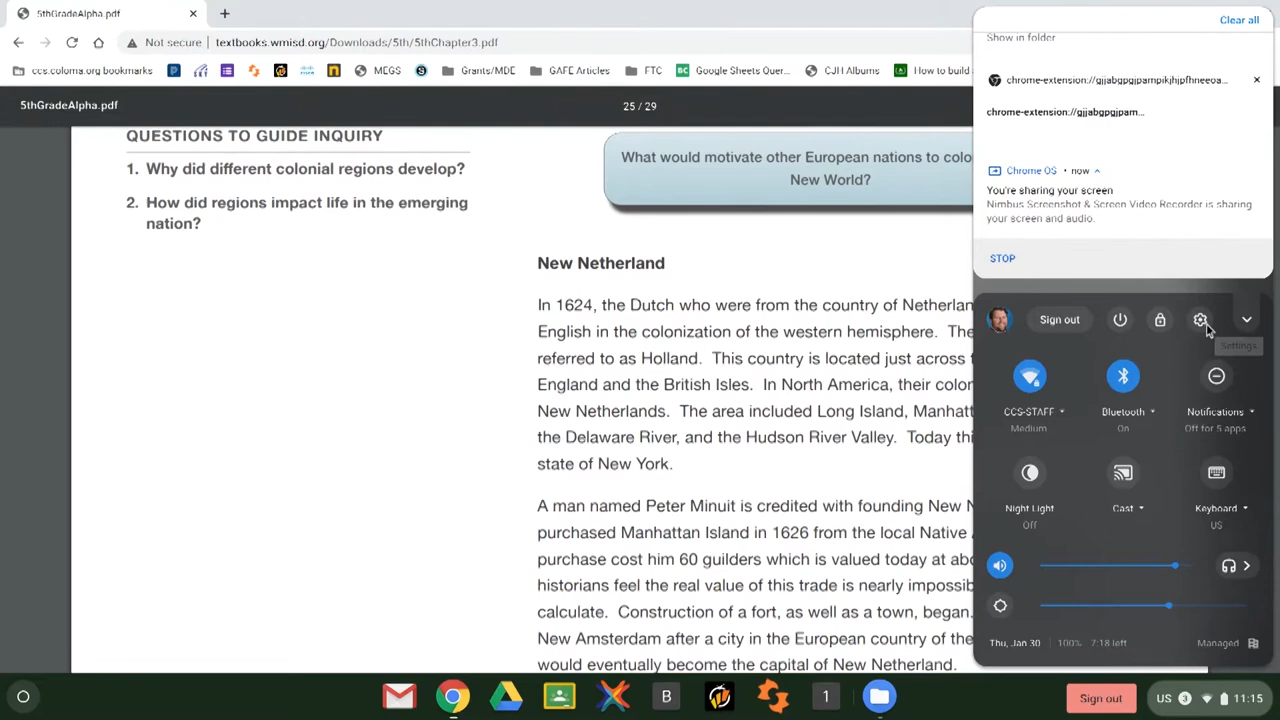 5thGradeAlpha.pdf
Not secure | textbooks.wmisd.org/Downloads/5th/5thChapter3.pdf
ccs.coloma.org bookmarks MEGS Grants/MDE GAFE Articles FTC Google Sheets Quer... CJH Albums How to build
5thGradeAlpha.pdf 25 / 29
QUESTIONS TO GUIDE INQUIRY
1. Why did different colonial regions develop?
2. How did regions impact life in the emerging
nation?
What would motivate other European nations to colo
New World?
New Netherland
In 1624, the Dutch who were from the country of Netherlan
English in the colonization of the western hemisphere. The
referred to as Holland. This country is located just across
England and the British Isles. In North America, their color
New Netherlands. The area included Long Island, Manhatt
the Delaware River, and the Hudson River Valley. Today thi
state of New York.
A man named Peter Minuit is credited with founding New N
purchased Manhattan Island in 1626 from the local Native
purchase cost him 60 guilders which is valued today at abo
historians feel the real value of this trade is nearly impossib
calculate. Construction of a fort, as well as a town, began.
New Amsterdam after a city in the European country of the
would eventually become the capital of New Netherland.
Clear all
Show in folder
chrome-extension://gjjabgpgjpampikjhjpfhneeoa...
chrome-extension://gjjabgpgjpam...
Chrome OS • now
You're sharing your screen
Nimbus Screenshot & Screen Video Recorder is sharing
your screen and audio.
STOP
Sign out
Settings
CCS-STAFF Bluetooth Notifications
Medium On Off for 5 apps
Night Light Cast Keyboard
Off US
Thu, Jan 30 100% 7:18 left Managed
B 1 Sign out US 3 11:15